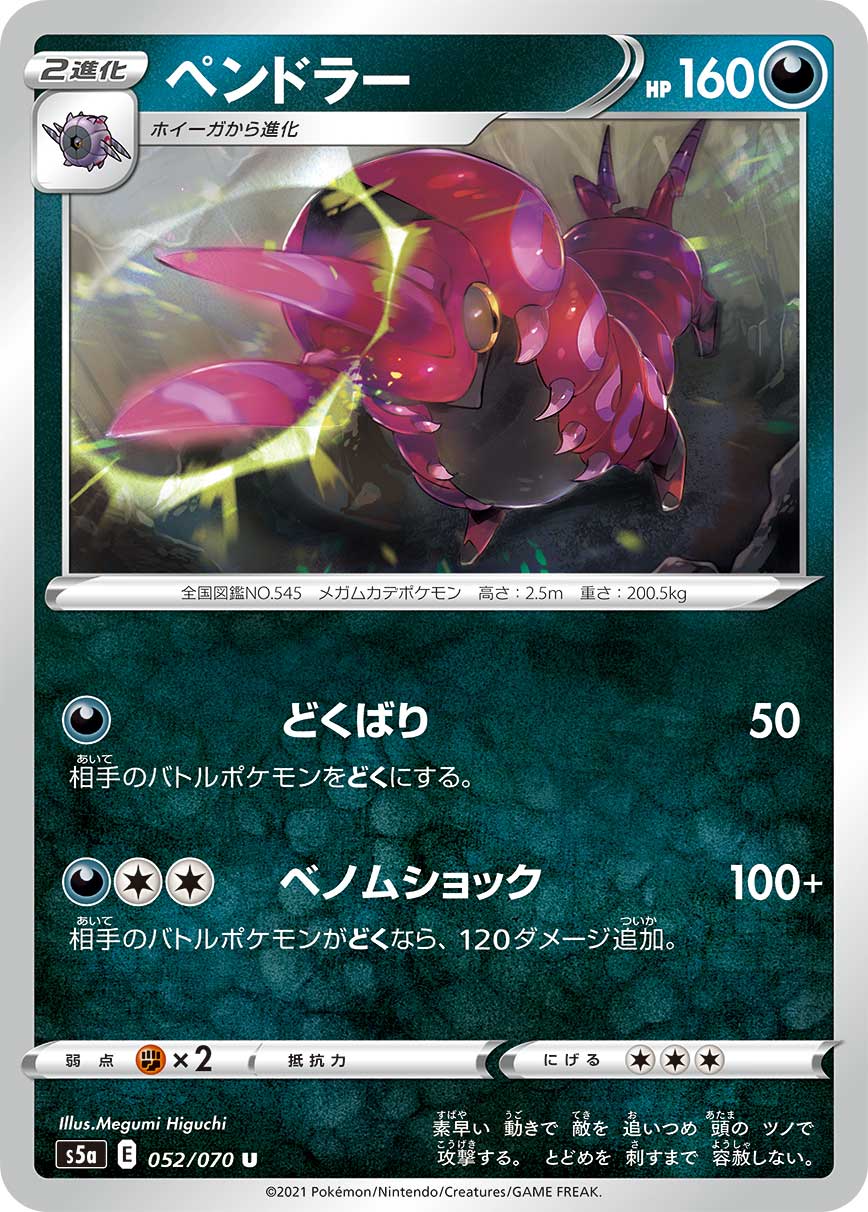 2進化
ペンドラー
HP 160
ホイーガから進化
全国図鑑NO.545 メガムカデポケモン 高さ:2.5m 重さ:200.5kg
どくばり 50
相手のバトルポケモンをどくにする。
ベノムショック 100+
相手のバトルポケモンがどくなら、120ダメージ追加。
弱点 ×2 抵抗力 にげる
Illus.Megumi Higuchi
素早い 動きで 敵を 追いつめ 頭の ツノで
攻撃する。 とどめを 刺すまで 容赦しない。
s5a E 052/070 U
©2021 Pokémon/Nintendo/Creatures/GAME FREAK.